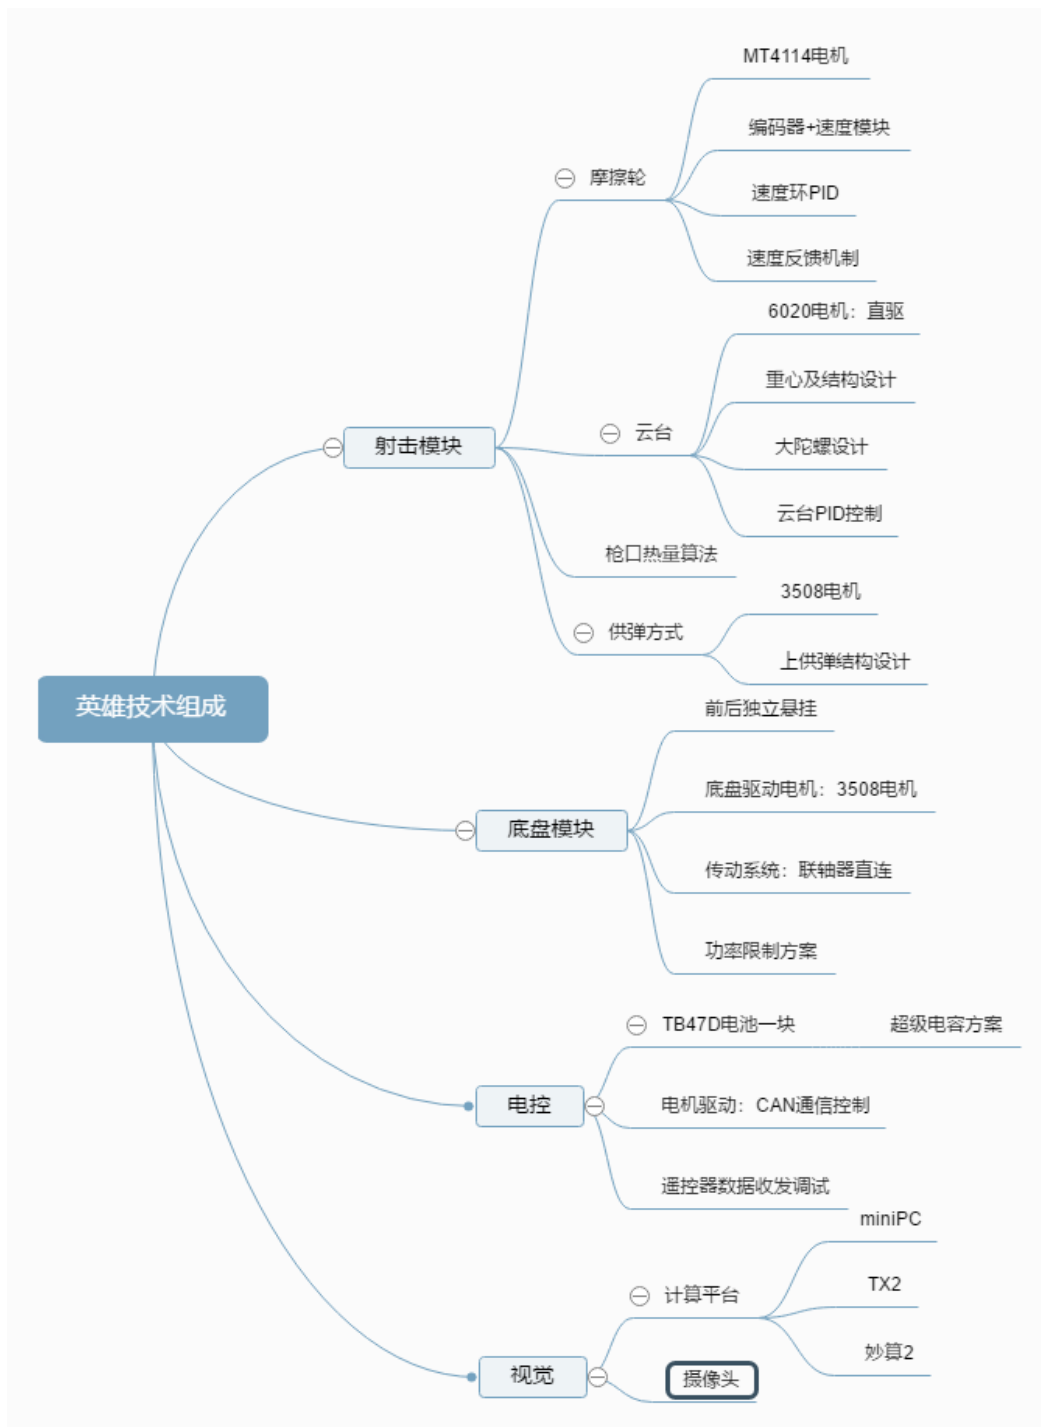 MT4114电机
编码器+速度模块
摩擦轮
速度环PID
速度反馈机制
6020电机：直驱
重心及结构设计
云台
射击模块
大陀螺设计
云台PID控制
枪口热量算法
3508电机
供弹方式
上供弹结构设计
英雄技术组成
前后独立悬挂
底盘驱动电机：3508电机
底盘模块
传动系统：联轴器直连
功率限制方案
TB47D电池一块 超级电容方案
电控
电机驱动：CAN通信控制
遥控器数据收发调试
miniPC
计算平台
TX2
妙算2
视觉
摄像头